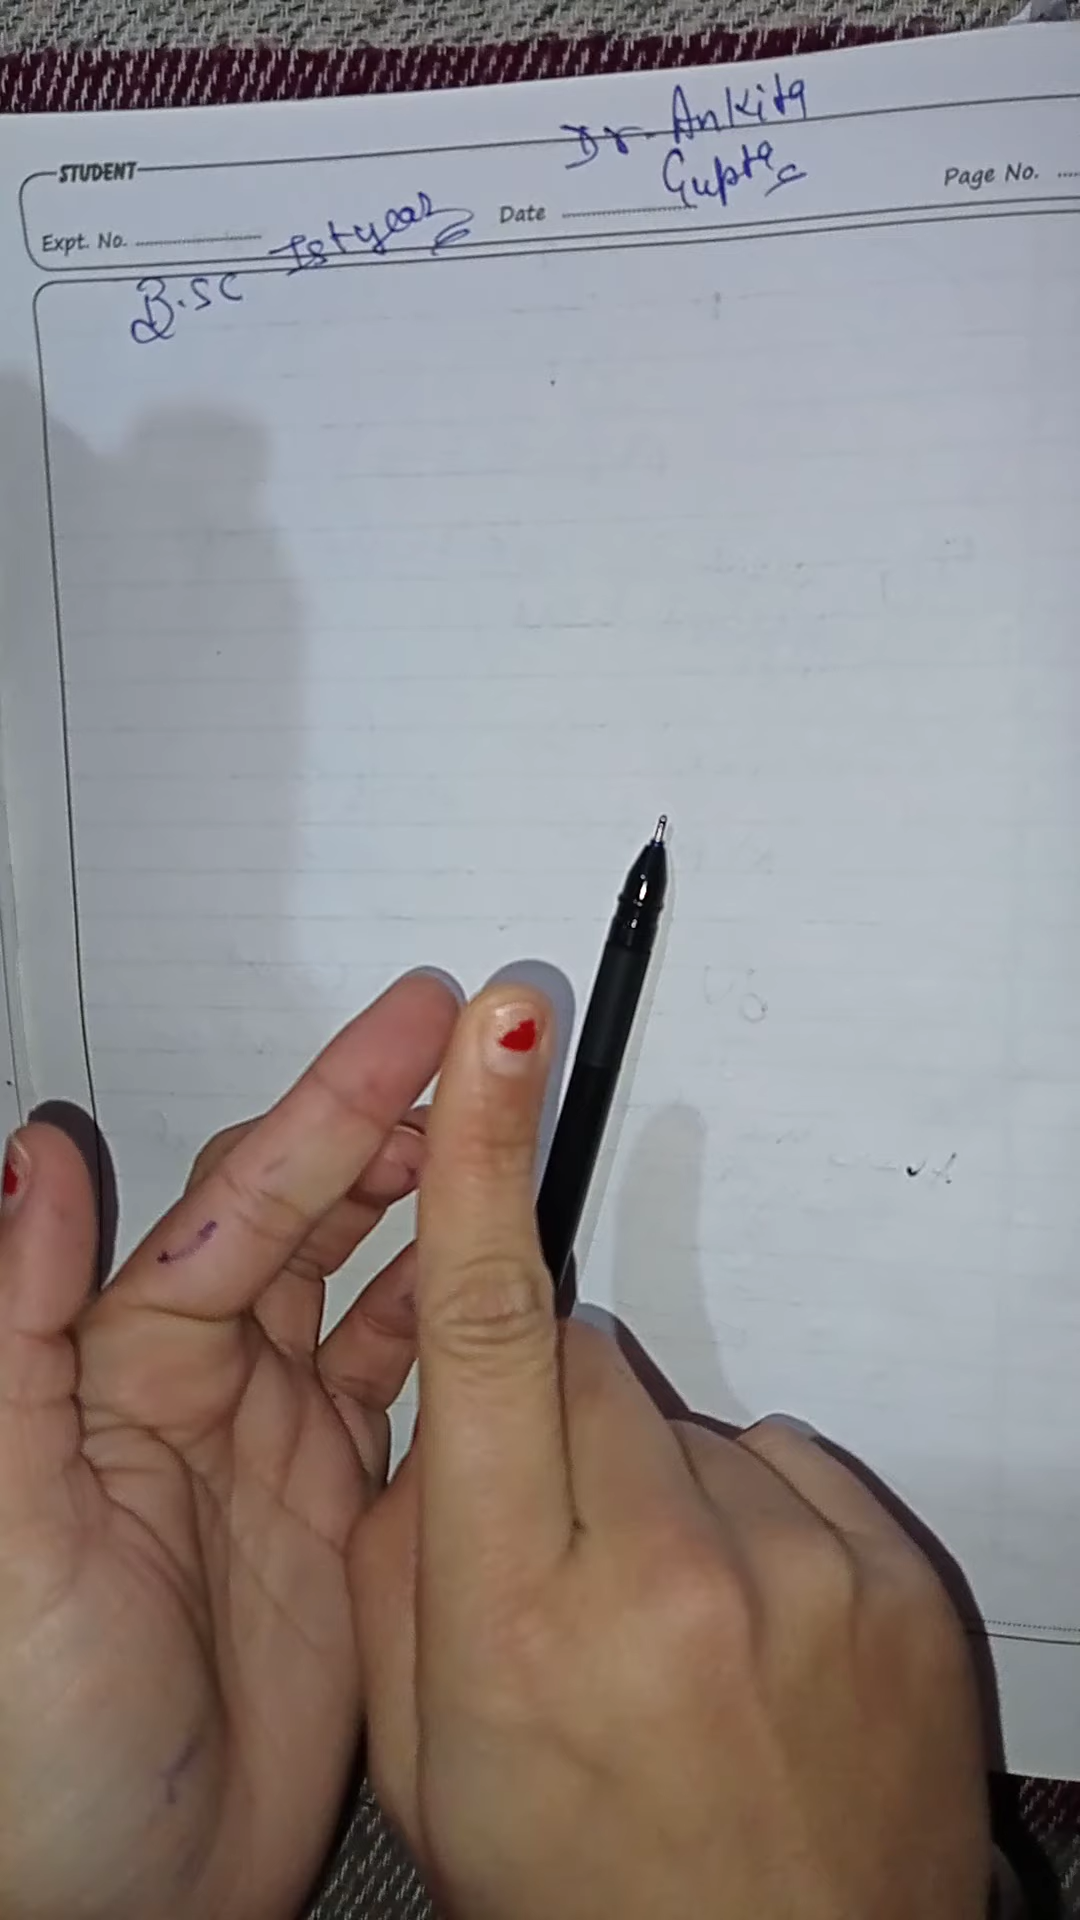 Dr. Ankita
Gupta
STUDENT
Page No. .....
Expt. No. ................
Ist year
Date ................
B.SC